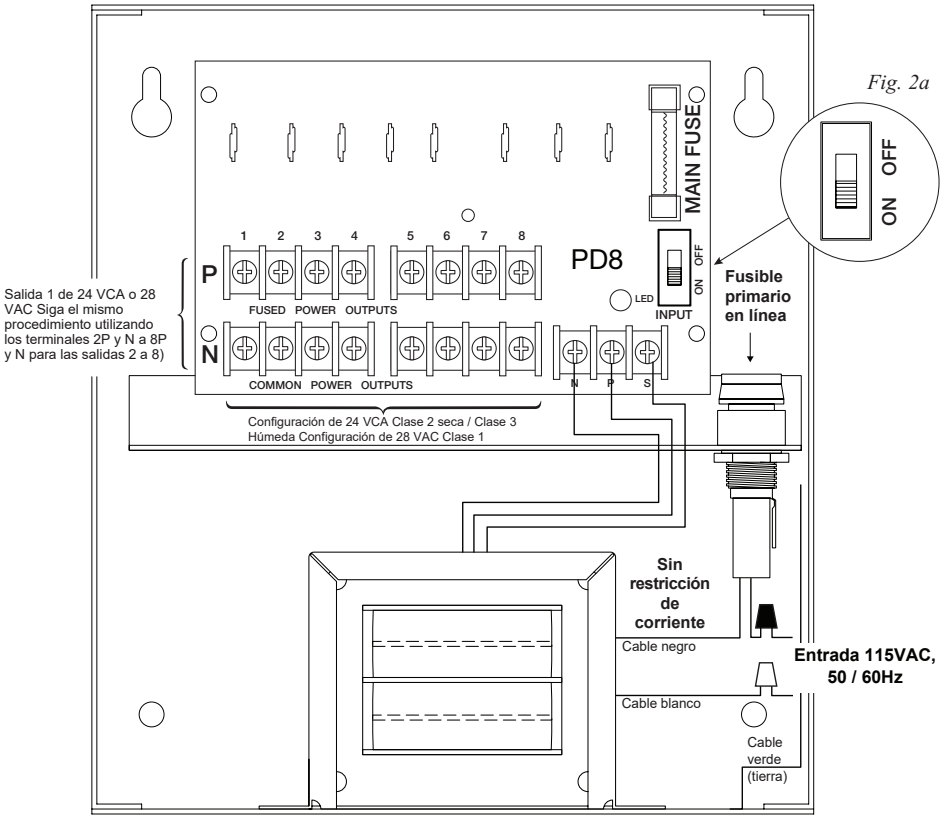 Fig. 2a
OFF
ON
MAIN FUSE
1 2 3 4 5 6 7 8
P
PD8
OFF
ON
LED
INPUT
FUSED POWER OUTPUTS
N
N P S
COMMON POWER OUTPUTS
Salida 1 de 24 VCA o 28
VAC Siga el mismo
procedimiento utilizando
los terminales 2P y N a 8P
y N para las salidas 2 a 8)
Fusible
primario
en línea
Configuración de 24 VCA Clase 2 seca / Clase 3
Húmeda Configuración de 28 VAC Clase 1
Sin
restricción
de
corriente
Cable negro
Entrada 115VAC,
50 / 60Hz
Cable blanco
Cable
verde
(tierra)